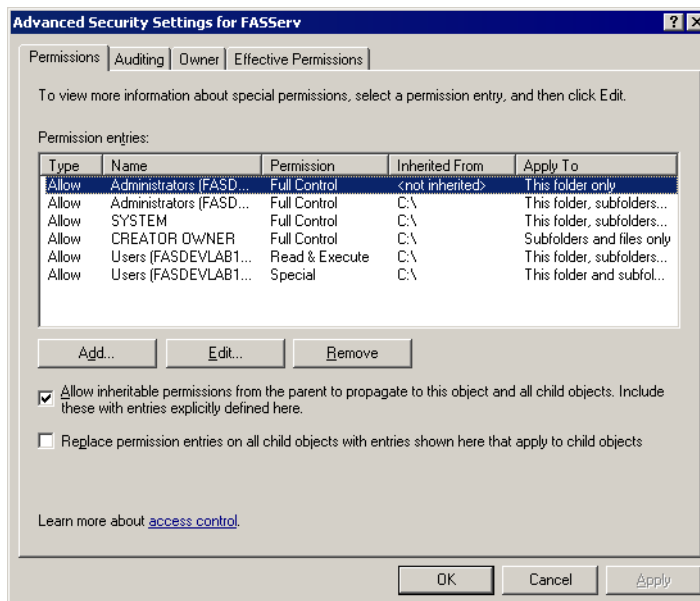 Advanced Security Settings for FASServ
Permissions Auditing Owner Effective Permissions
To view more information about special permissions, select a permission entry, and then click Edit.
Permission entries:
Type Name Permission Inherited From Apply To
Allow Administrators (FASD... Full Control <not inherited> This folder only
Allow Administrators (FASD... Full Control C:\ This folder, subfolders...
Allow SYSTEM Full Control C:\ This folder, subfolders...
Allow CREATOR OWNER Full Control C:\ Subfolders and files only
Allow Users (FASDEVLAB1... Read & Execute C:\ This folder, subfolders...
Allow Users (FASDEVLAB1... Special C:\ This folder and subfol...
Add... Edit... Remove
Allow inheritable permissions from the parent to propagate to this object and all child objects. Include
these with entries explicitly defined here.
Replace permission entries on all child objects with entries shown here that apply to child objects
Learn more about access control.
OK Cancel Apply